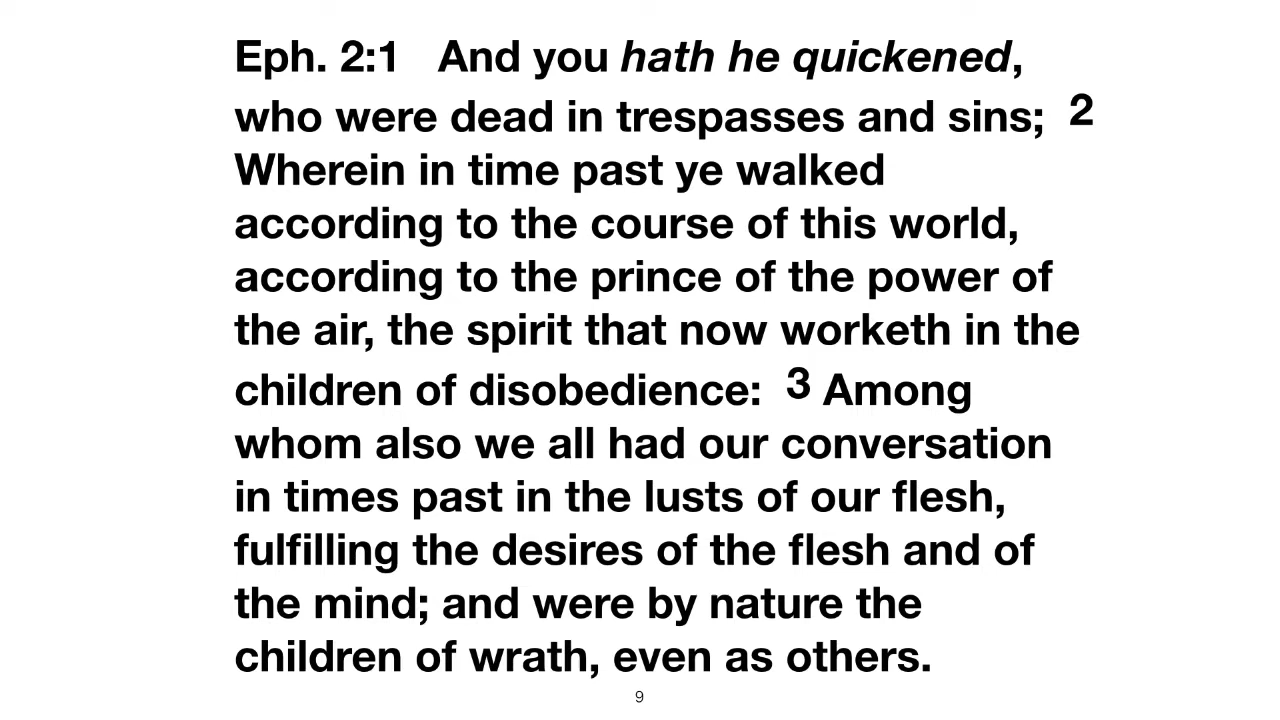 Eph. 2:1 And you hath he quickened,
who were dead in trespasses and sins; 2
Wherein in time past ye walked
according to the course of this world,
according to the prince of the power of
the air, the spirit that now worketh in the
children of disobedience: 3 Among
whom also we all had our conversation
in times past in the lusts of our flesh,
fulfilling the desires of the flesh and of
the mind; and were by nature the
children of wrath, even as others.
9